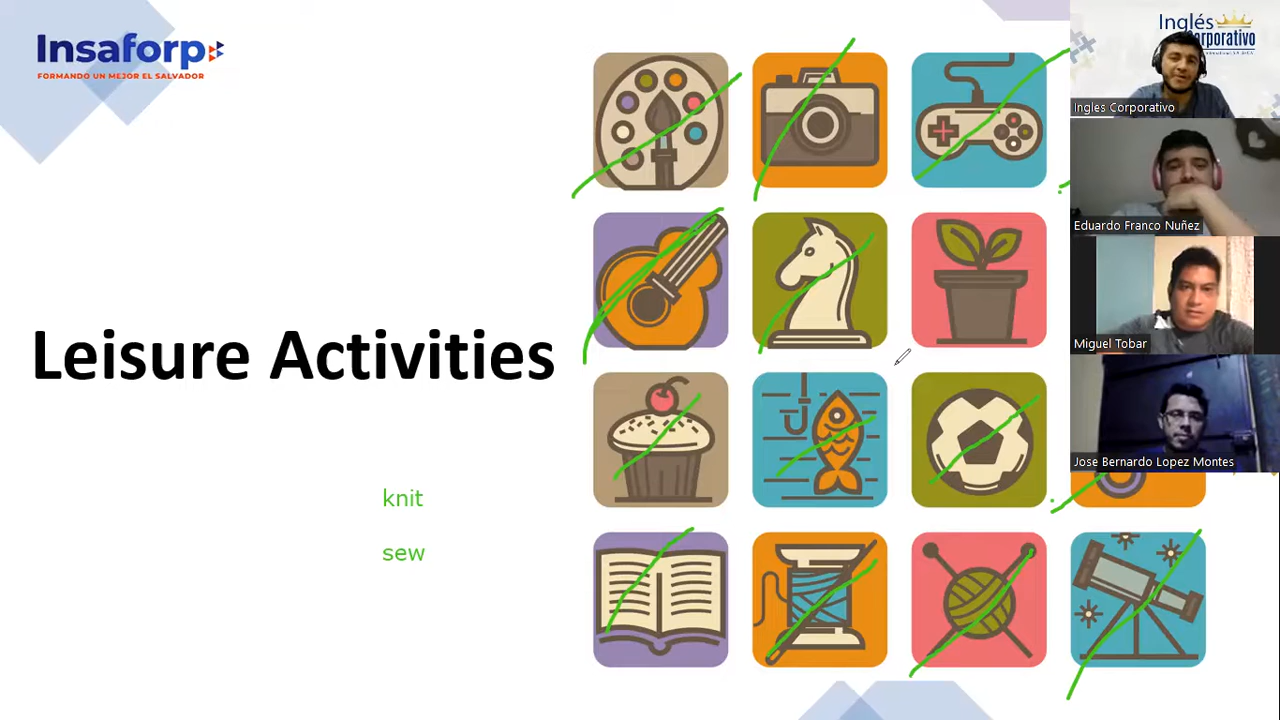 Insaforp
FORMANDO UN MEJOR EL SALVADOR
Leisure Activities
knit
sew
Inglés
Corporativo
Ingles Corporativo
Eduardo Franco Nuñez
Miguel Tobar
Jose Bernardo Lopez Montes